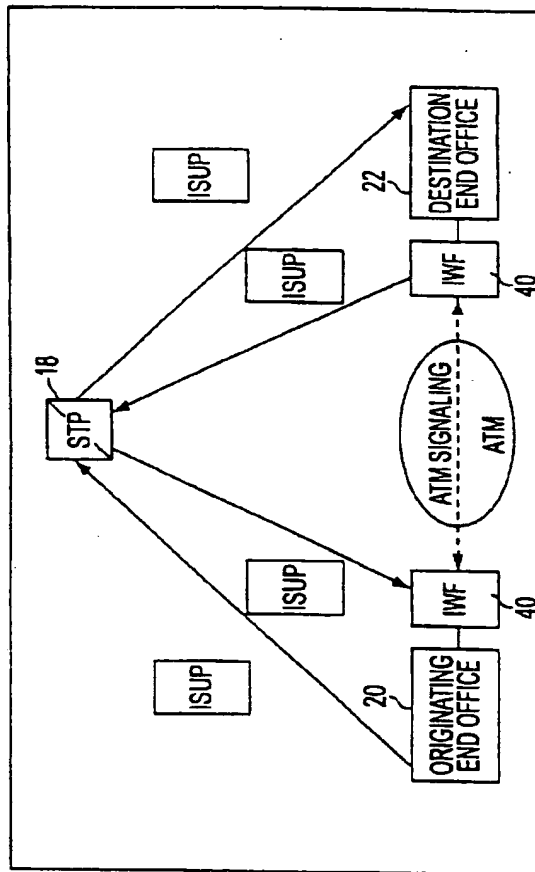 18
STP
ISUP
ISUP
ISUP
ISUP
20
ORIGINATING
END OFFICE
IWF
40
ATM SIGNALING
ATM
IWF
40
22
DESTINATION
END OFFICE